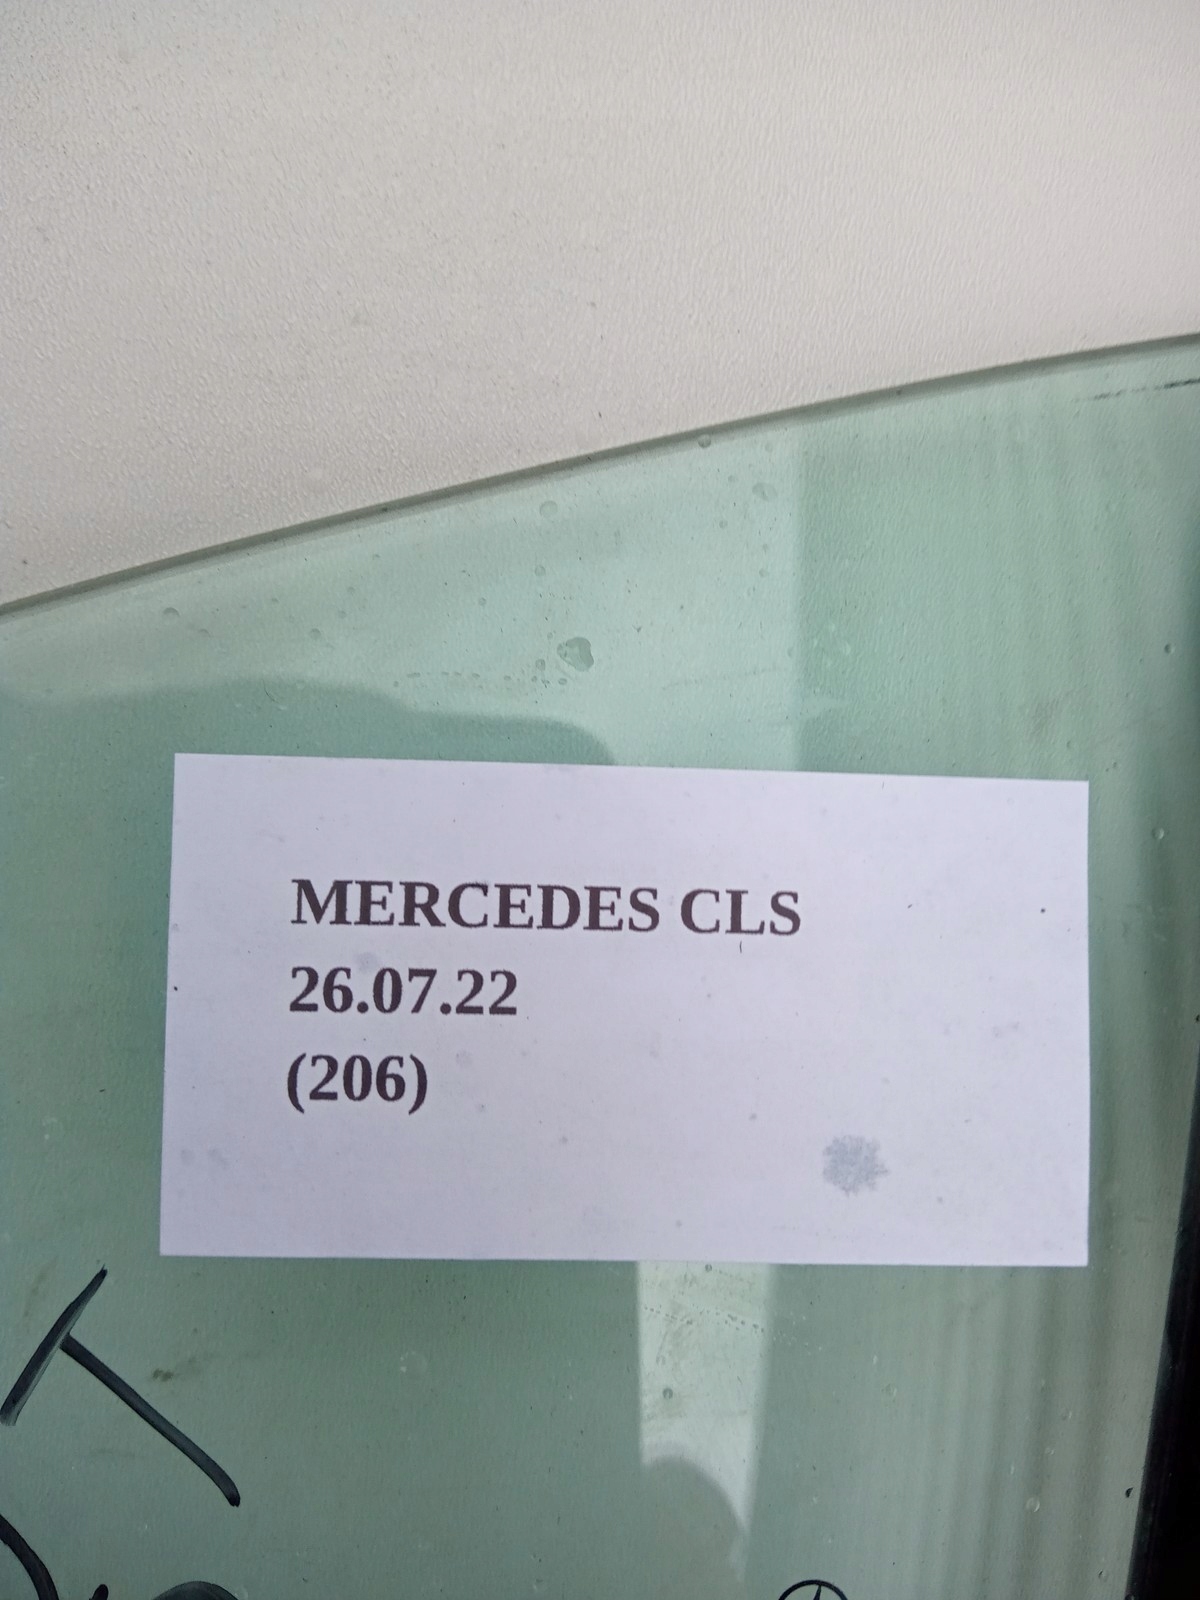 MERCEDES CLS
26.07.22
(206)
T